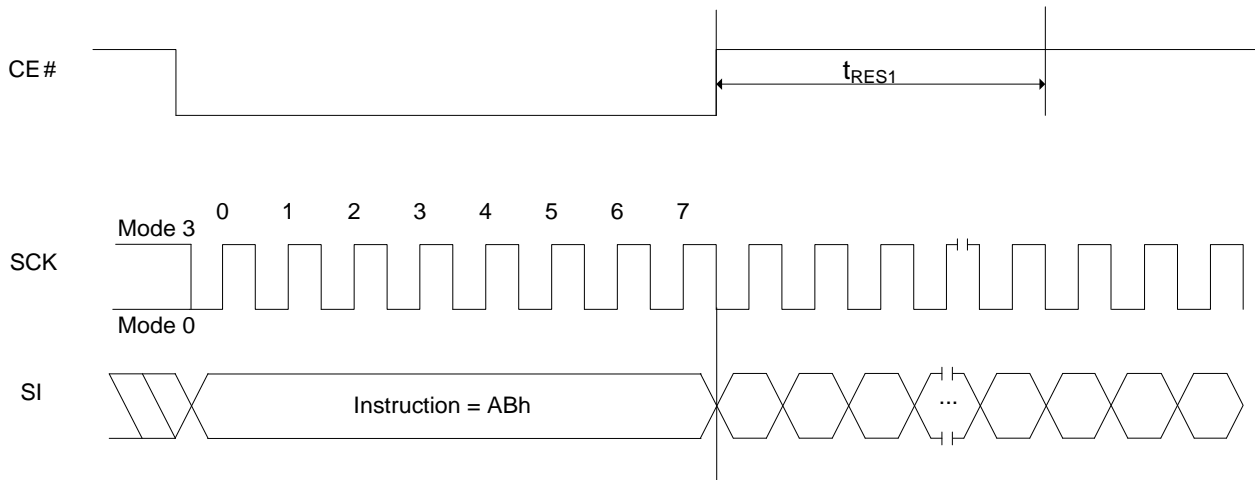 CE#
tRES1
0 1 2 3 4 5 6 7
Mode 3
SCK
Mode 0
SI
Instruction = ABh
...